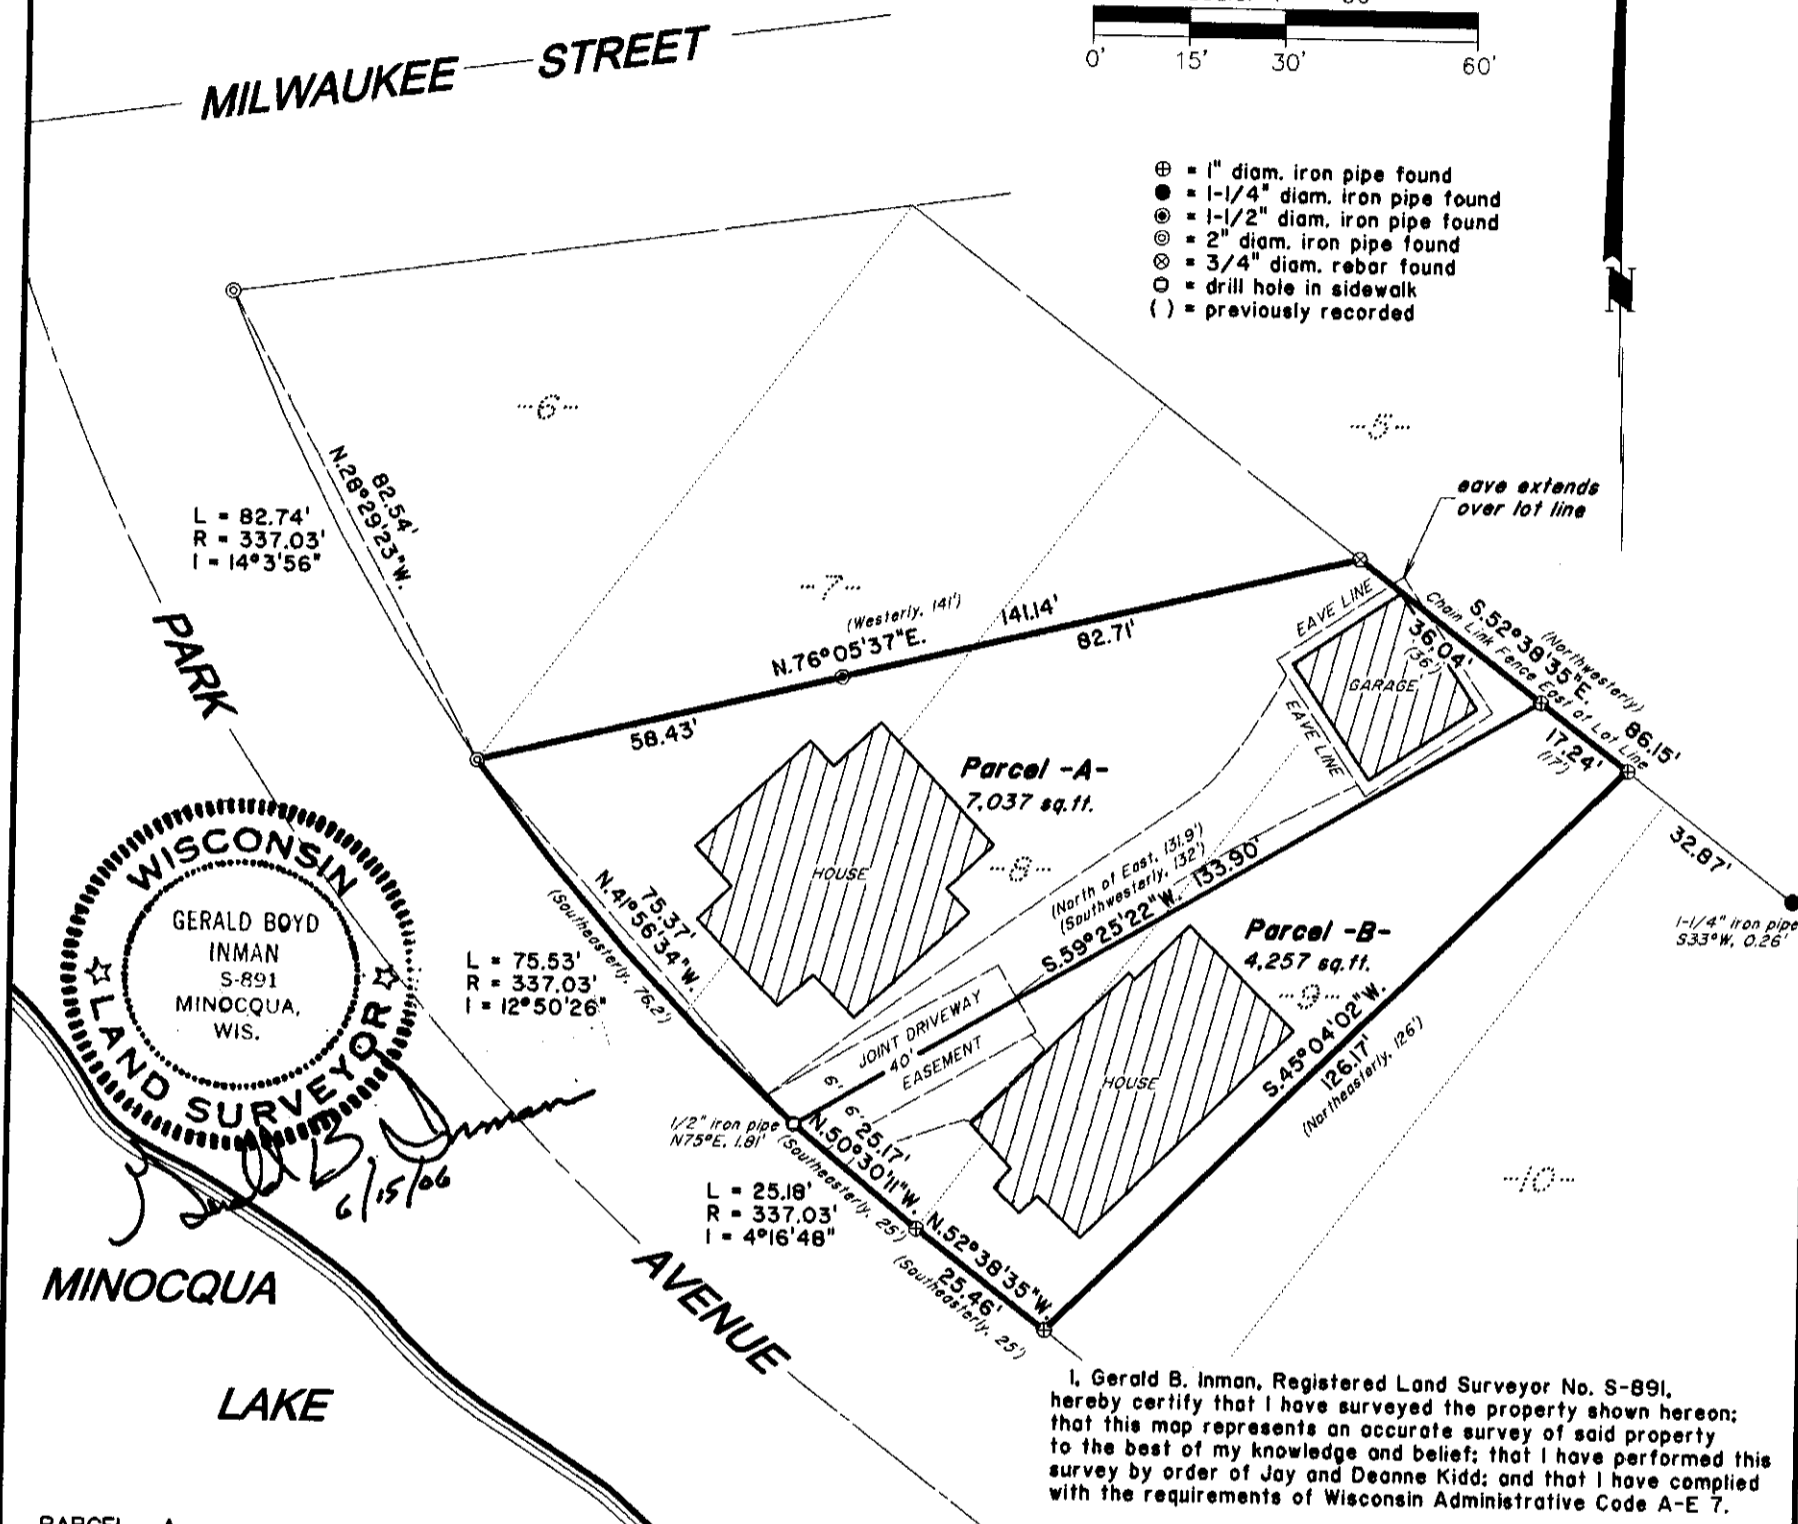 MILWAUKEE STREET
0' 15' 30' 60'
⊕ = 1" diam. iron pipe found
● = 1-1/4" diam. iron pipe found
◉ = 1-1/2" diam. iron pipe found
◎ = 2" diam. iron pipe found
⊗ = 3/4" diam. rebar found
= drill hole in sidewalk
( ) = previously recorded
N
--6--
--5--
eave extends
over lot line
82.54'
N.28°29'23"W.
L = 82.74'
R = 337.03'
I = 14°3'56"
--7--
(Westerly, 141')
N.76°05'37"E.
141.14'
82.71'
58.43'
EAVE LINE
Chain Link Fence East of Lot Line
S.52°38'35"E.
(Northwesterly)
86.15'
36.04'
(36')
GARAGE
EAVE LINE
17.24'
(17')
32.87'
1-1/4" iron pipe
S33°W, 0.26'
PARK
Parcel -A-
7,037 sq.ft.
HOUSE
--8--
(North of East, 131.9')
(Southwesterly, 132')
S.59°25'22"W. 133.90'
75.37'
N.41°56'34"W.
(Southeasterly, 76.2')
L = 75.53'
R = 337.03'
I = 12°50'26"
WISCONSIN
GERALD BOYD
INMAN
S-891
MINOCQUA,
WIS.
LAND SURVEYOR
Gerald B. Inman
6/15/06
Parcel -B-
4,257 sq.ft.
--9--
HOUSE
JOINT DRIVEWAY
40'
EASEMENT
6'
6'
S.45°04'02"W.
126.17'
(Northeasterly, 126')
1/2" iron pipe
N75°E, 1.81'
25.17'
N.50°30'11"W.
(Southeasterly, 25')
L = 25.18'
R = 337.03'
I = 4°16'48"
N.52°38'35"W.
25.46'
(Southeasterly, 25')
--10--
AVENUE
MINOCQUA
LAKE
I, Gerald B. Inman, Registered Land Surveyor No. S-891,
hereby certify that I have surveyed the property shown hereon;
that this map represents an accurate survey of said property
to the best of my knowledge and belief; that I have performed this
survey by order of Jay and Deanne Kidd; and that I have complied
with the requirements of Wisconsin Administrative Code A-E 7.